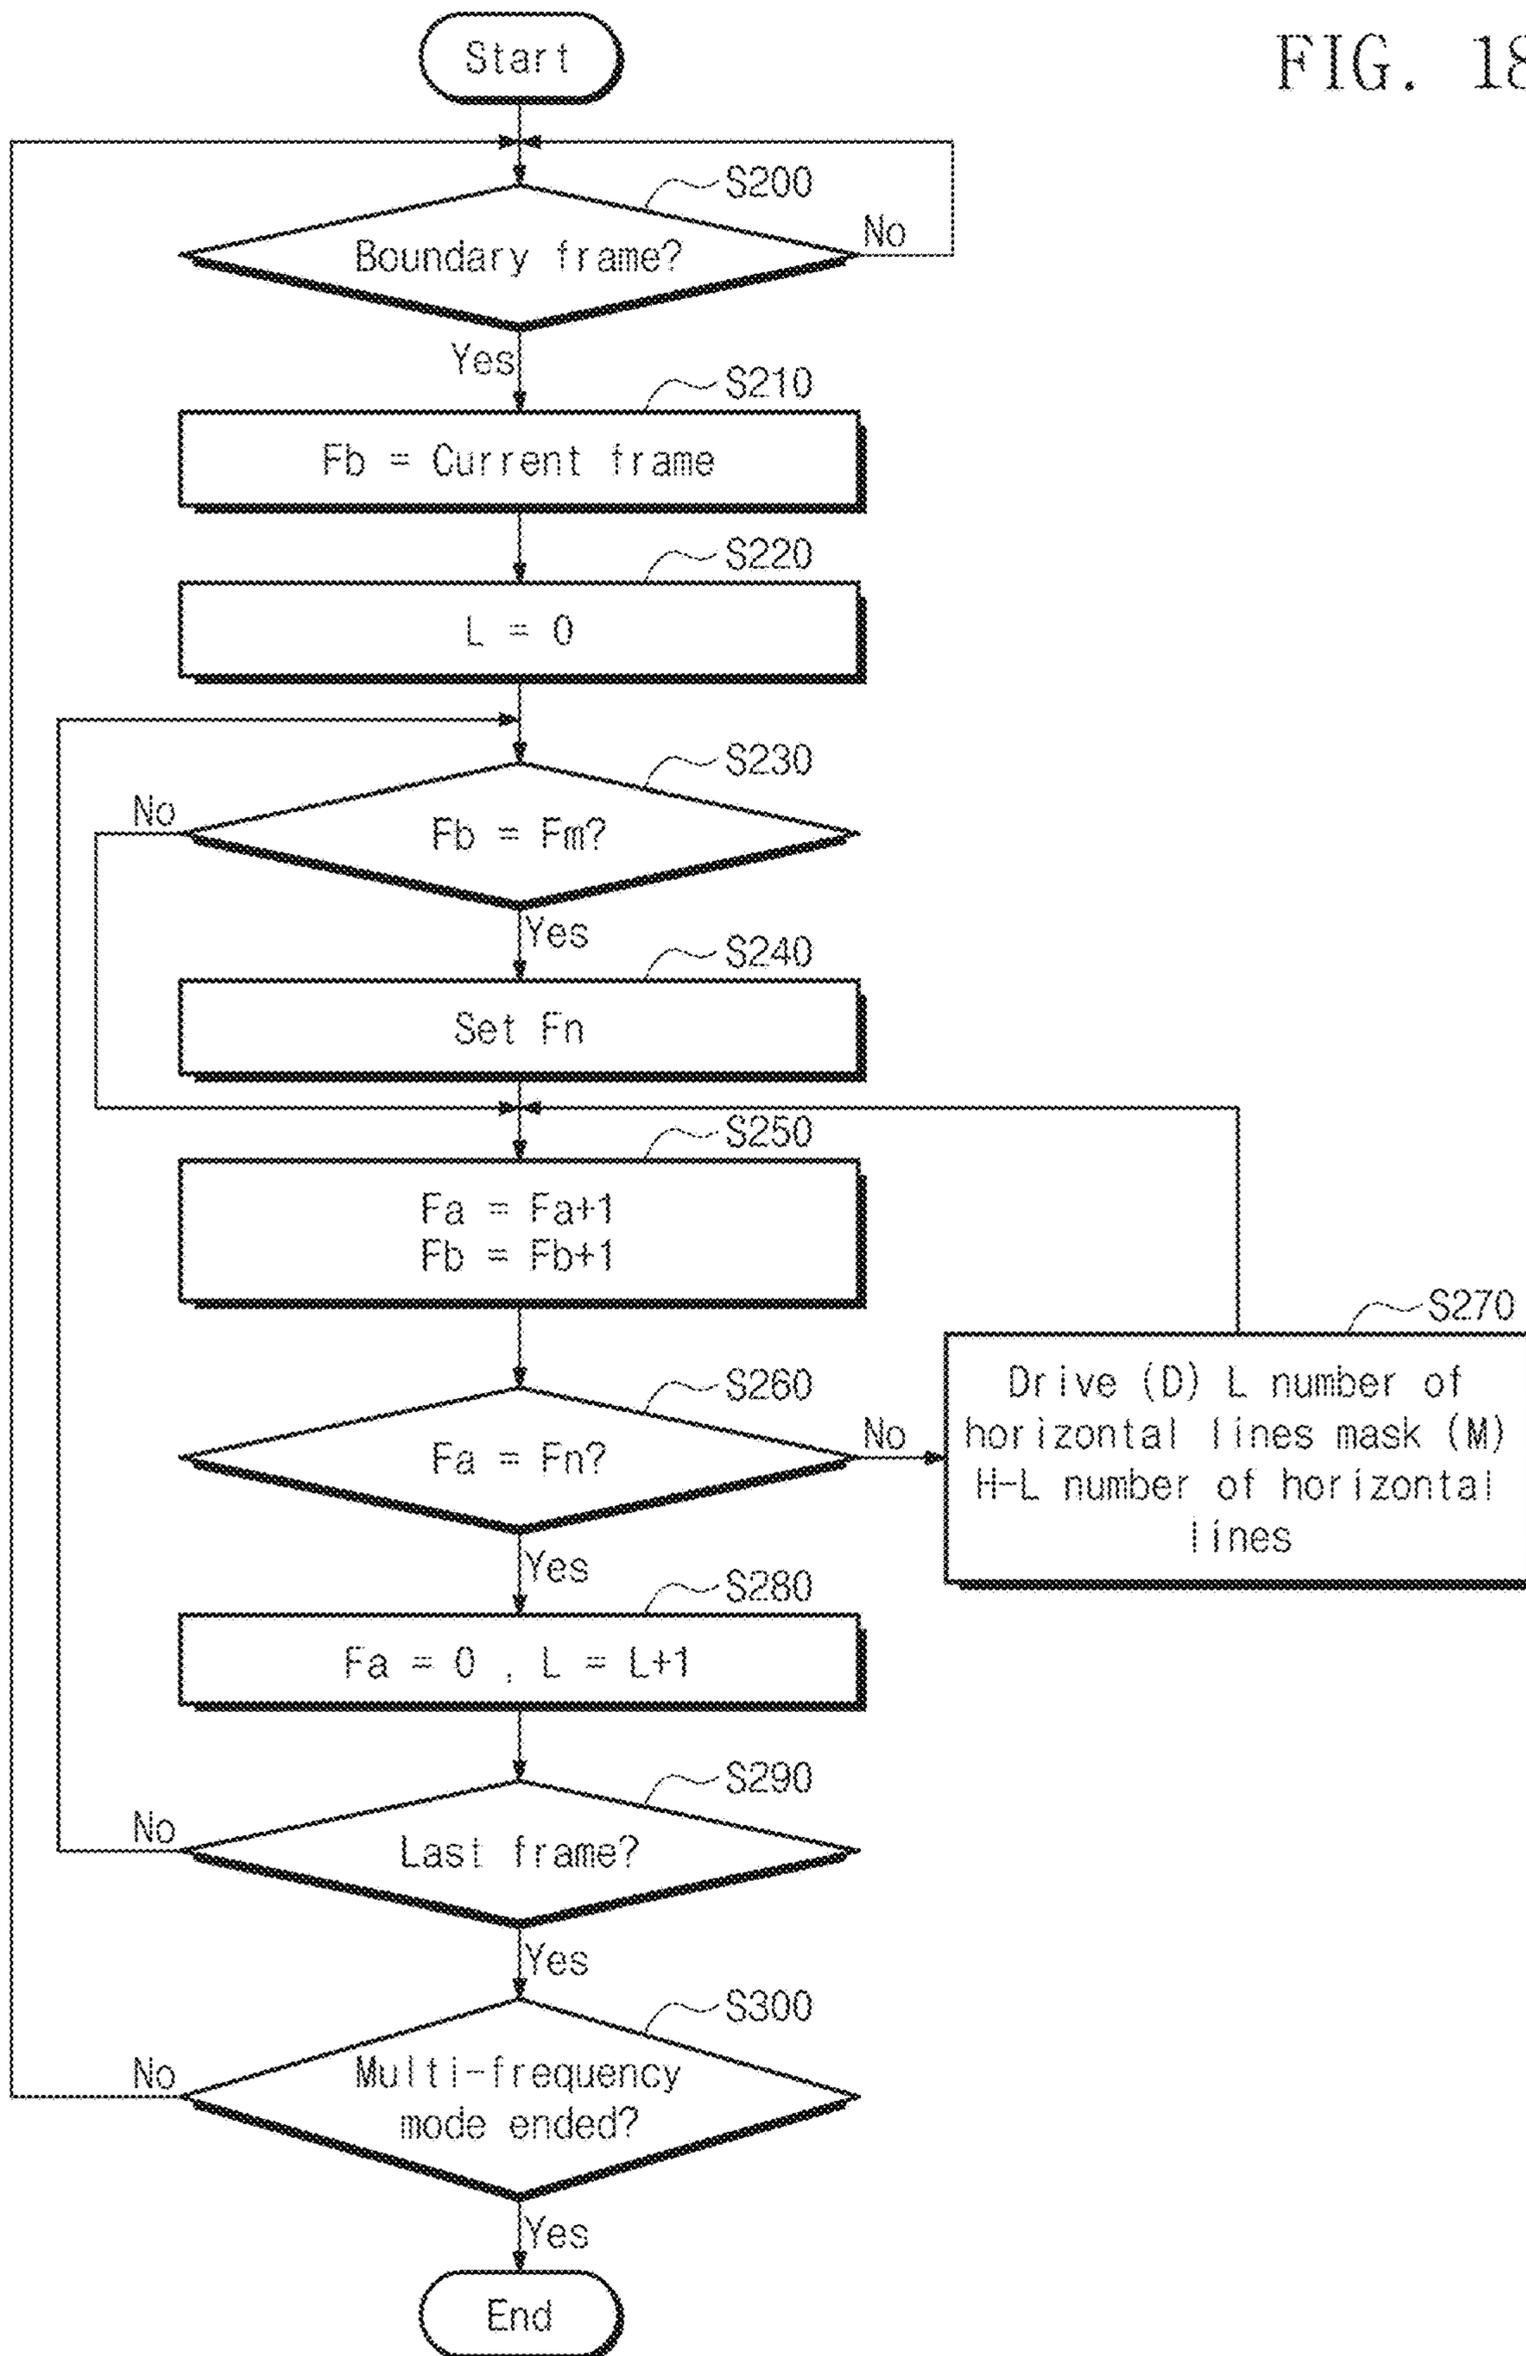 FIG. 18
Start
S200
Boundary frame?
No
Yes
S210
Fb = Current frame
S220
L = 0
S230
No
Fb = Fm?
Yes
S240
Set Fn
S250
Fa = Fa+1
Fb = Fb+1
S260
Fa = Fn?
No
S270
Drive (D) L number of
horizontal lines mask (M)
H-L number of horizontal
lines
Yes
S280
Fa = 0 , L = L+1
S290
No
Last frame?
Yes
S300
No
Multi-frequency
mode ended?
Yes
End